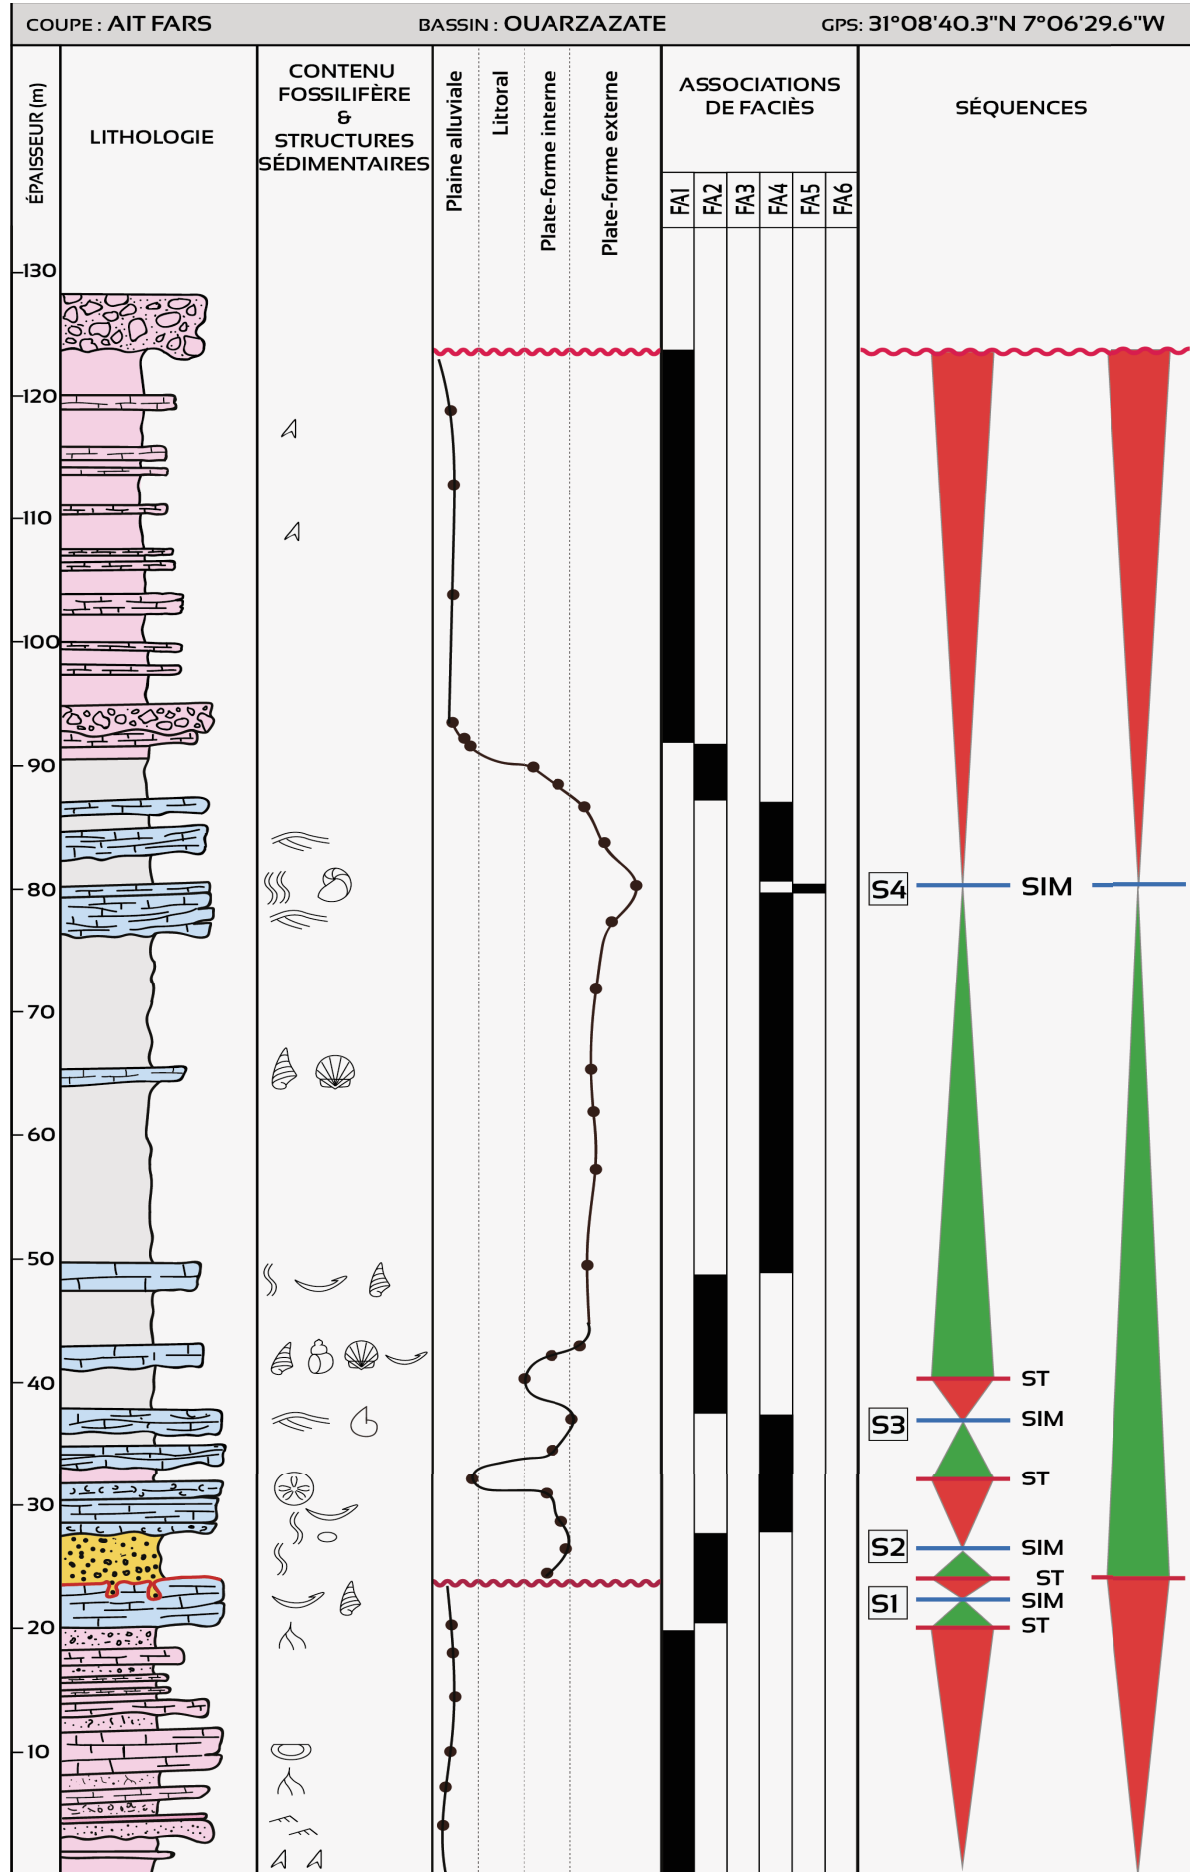 COUPE : AIT FARS
BASSIN : OUARZAZATE
GPS: 31°08'40.3"N 7°06'29.6"W
ÉPAISSEUR (m)
LITHOLOGIE
CONTENU
FOSSILIFÈRE
&
STRUCTURES
SÉDIMENTAIRES
Plaine alluviale
Littoral
Plate-forme interne
Plate-forme externe
ASSOCIATIONS
DE FACIÈS
FA1
FA2
FA3
FA4
FA5
FA6
SÉQUENCES
130
120
110
100
90
80
70
60
50
40
30
20
10
S4
SIM
ST
S3
SIM
ST
S2
SIM
ST
S1
SIM
ST